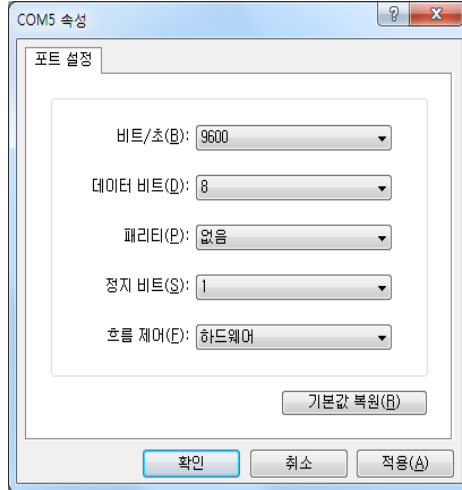 COM5 속성
포트 설정
비트/초(B): 9600
데이터 비트(D): 8
패리티(P): 없음
정지 비트(S): 1
흐름 제어(F): 하드웨어
기본값 복원(R)
확인 취소 적용(A)